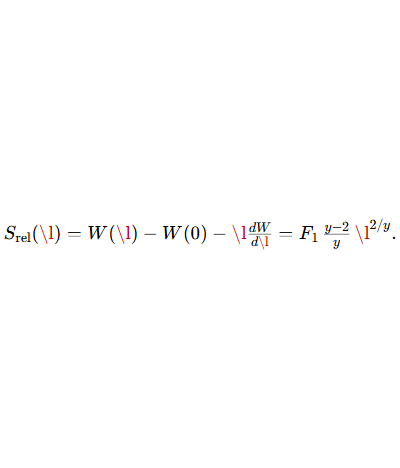 S_rel(\l) = W(\l) − W(0) − \l dW/d\l = F_1 (y−2)/y \l^{2/y}.